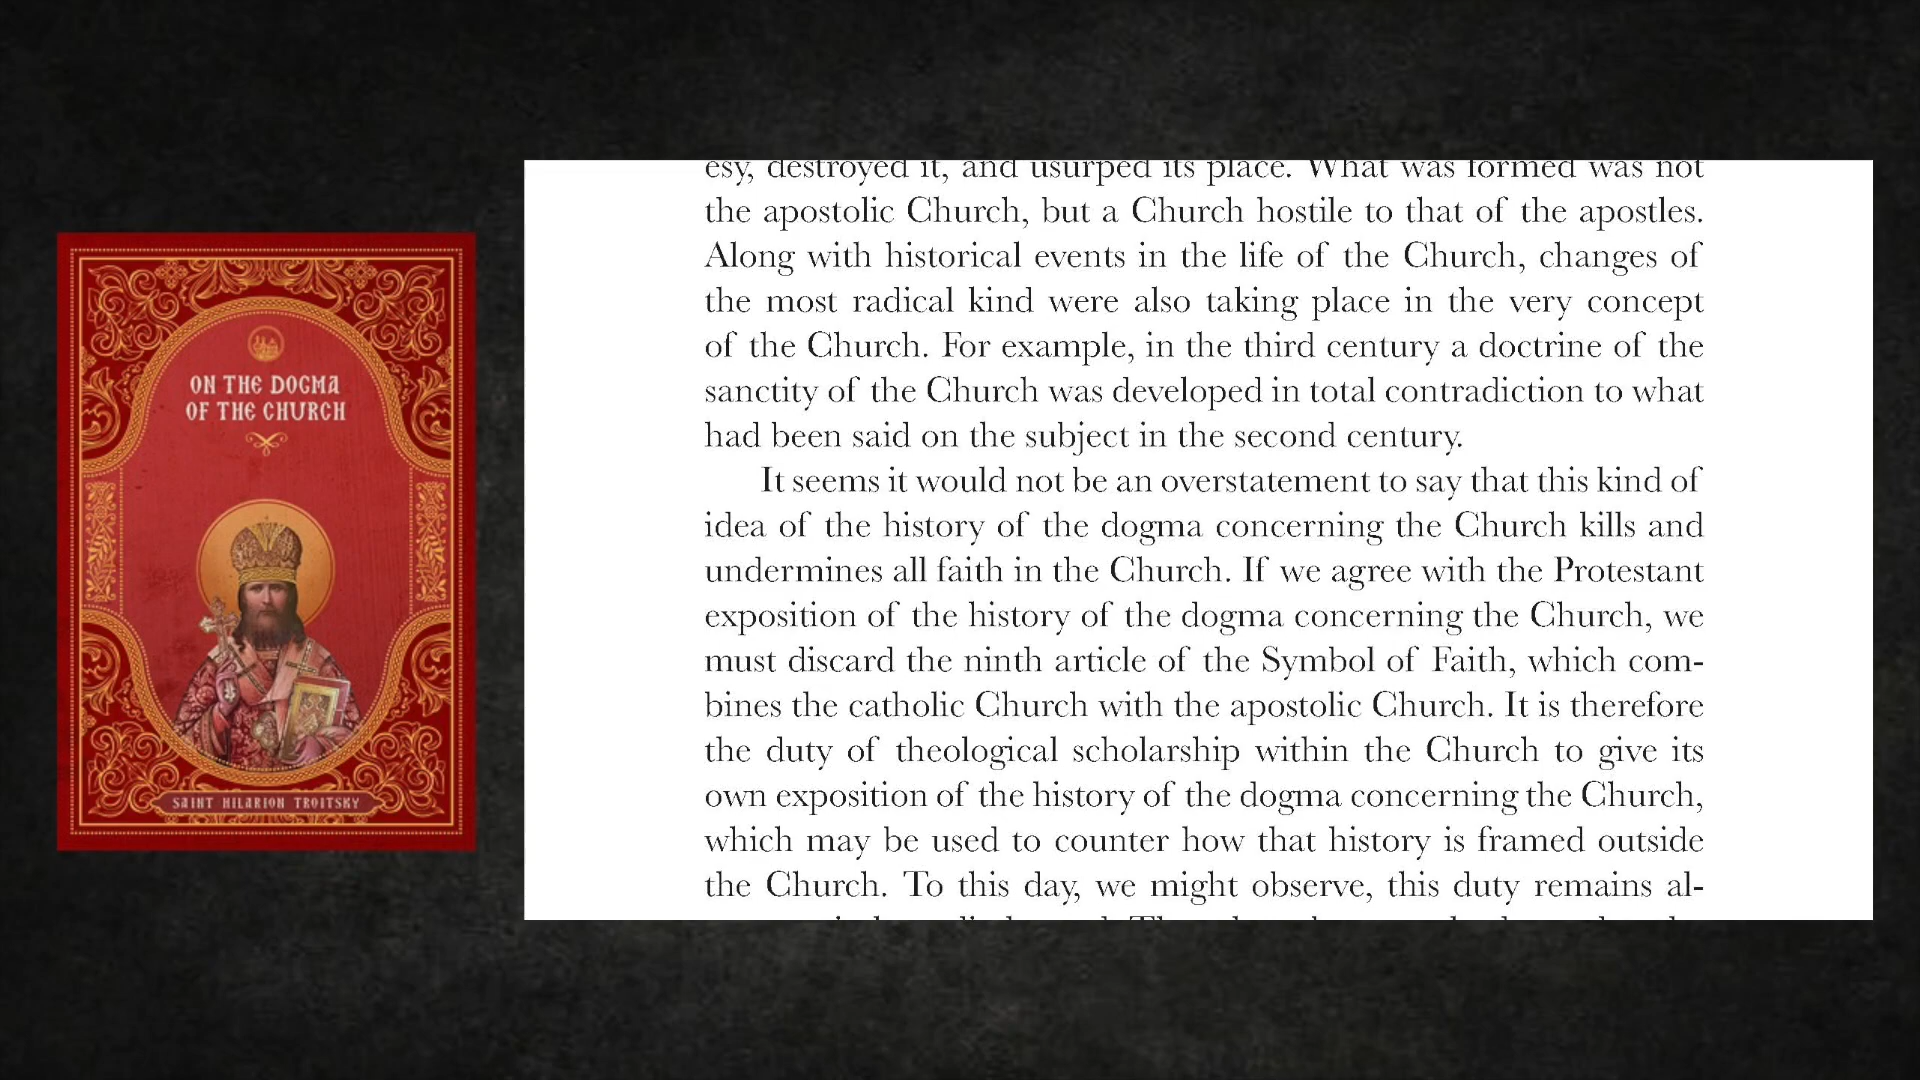 ON THE DOGMA
OF THE CHURCH
SAINT HILARION TROITSKY
esy, destroyed it, and usurped its place. What was formed was not
the apostolic Church, but a Church hostile to that of the apostles.
Along with historical events in the life of the Church, changes of
the most radical kind were also taking place in the very concept
of the Church. For example, in the third century a doctrine of the
sanctity of the Church was developed in total contradiction to what
had been said on the subject in the second century.
It seems it would not be an overstatement to say that this kind of
idea of the history of the dogma concerning the Church kills and
undermines all faith in the Church. If we agree with the Protestant
exposition of the history of the dogma concerning the Church, we
must discard the ninth article of the Symbol of Faith, which com-
bines the catholic Church with the apostolic Church. It is therefore
the duty of theological scholarship within the Church to give its
own exposition of the history of the dogma concerning the Church,
which may be used to counter how that history is framed outside
the Church. To this day, we might observe, this duty remains al-